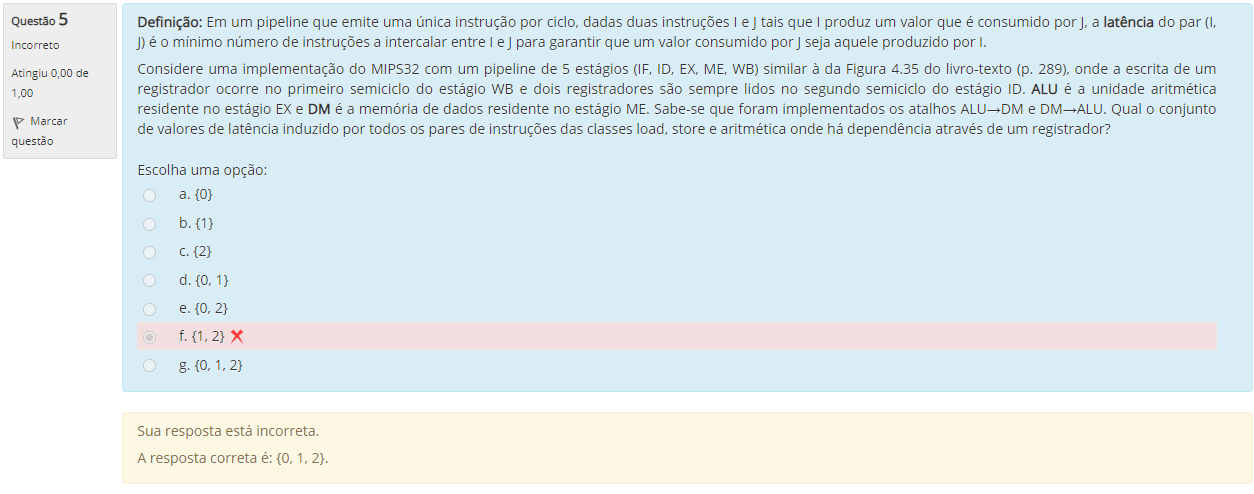 Questão 5
Incorreto
Atingiu 0,00 de
1,00
Marcar
questão
Definição: Em um pipeline que emite uma única instrução por ciclo, dadas duas instruções I e J tais que I produz um valor que é consumido por J, a latência do par (I,
J) é o mínimo número de instruções a intercalar entre I e J para garantir que um valor consumido por J seja aquele produzido por I.
Considere uma implementação do MIPS32 com um pipeline de 5 estágios (IF, ID, EX, ME, WB) similar à da Figura 4.35 do livro-texto (p. 289), onde a escrita de um
registrador ocorre no primeiro semiciclo do estágio WB e dois registradores são sempre lidos no segundo semiciclo do estágio ID. ALU é a unidade aritmética
residente no estágio EX e DM é a memória de dados residente no estágio ME. Sabe-se que foram implementados os atalhos ALU→DM e DM→ALU. Qual o conjunto
de valores de latência induzido por todos os pares de instruções das classes load, store e aritmética onde há dependência através de um registrador?
Escolha uma opção:
a. {0}
b. {1}
c. {2}
d. {0, 1}
e. {0, 2}
f. {1, 2}
g. {0, 1, 2}
Sua resposta está incorreta.
A resposta correta é: {0, 1, 2}.